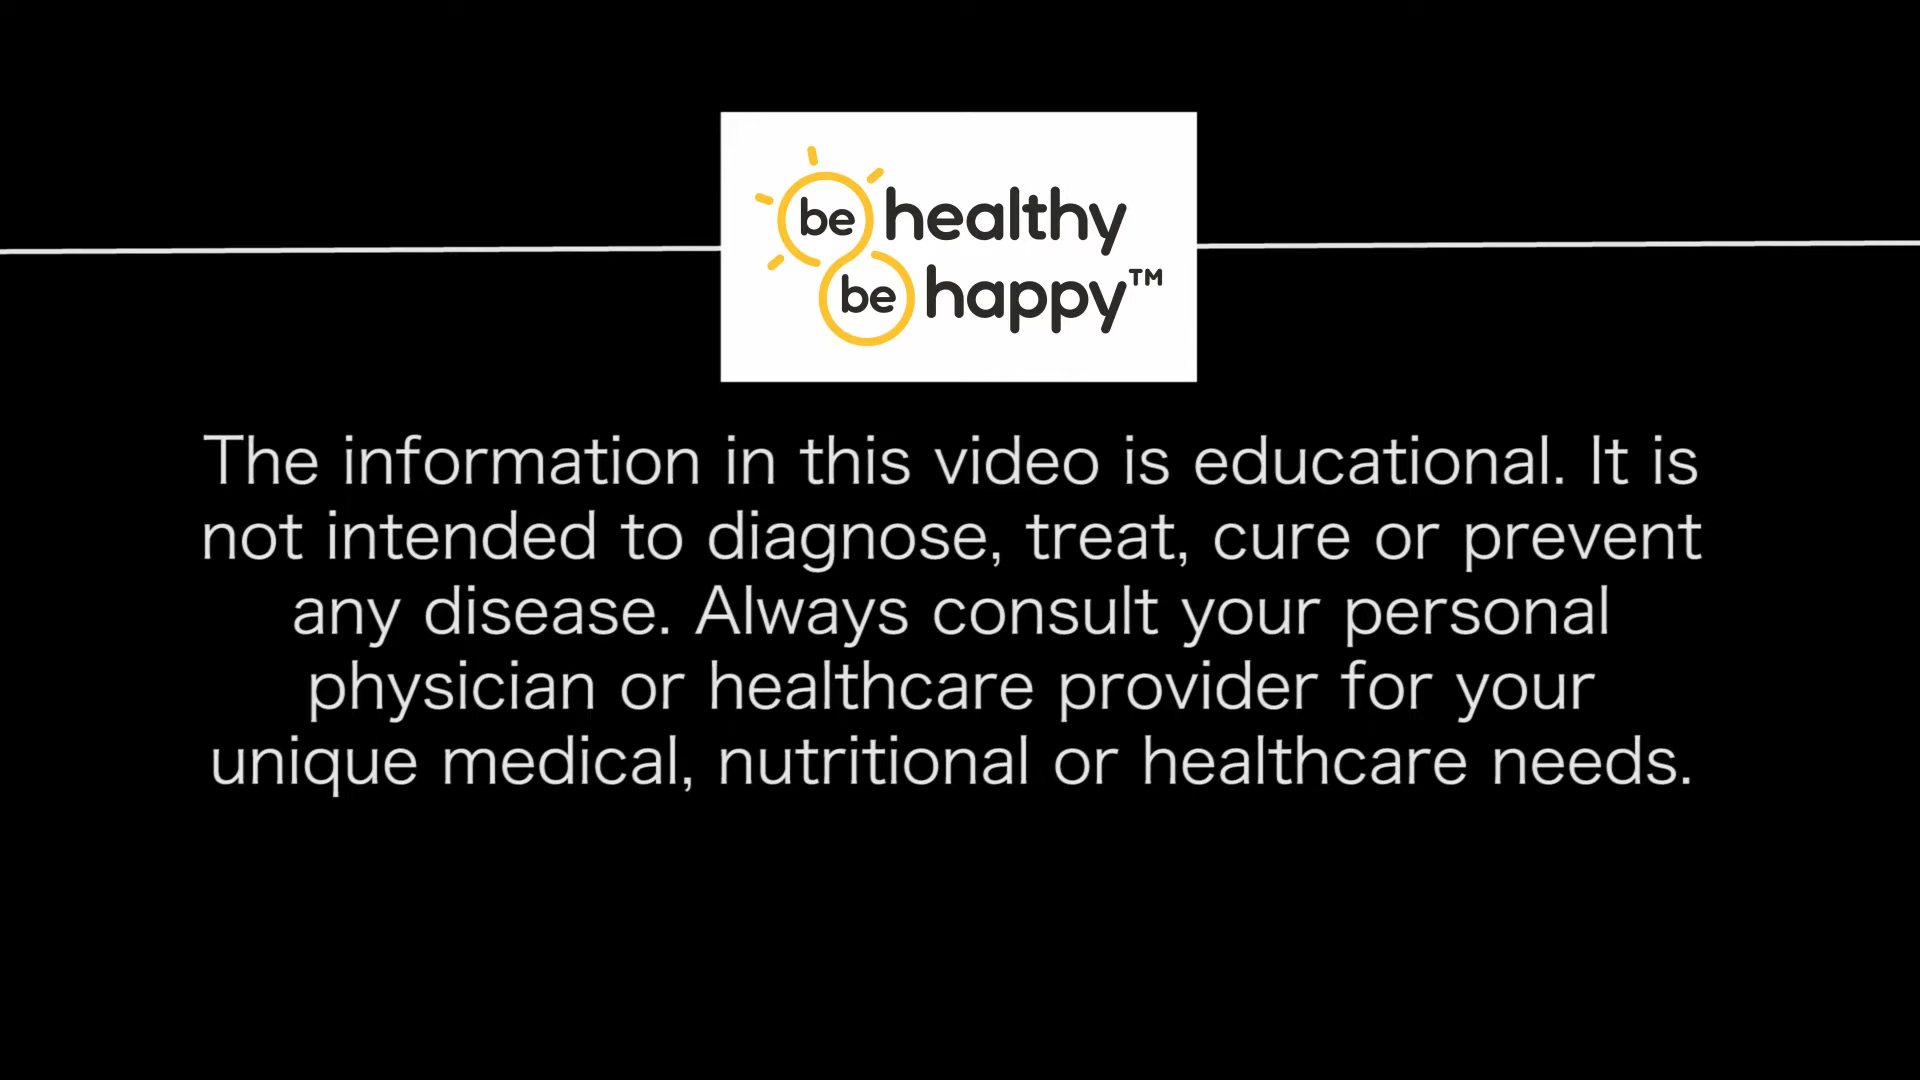 be healthy
be happy™
The information in this video is educational. It is
not intended to diagnose, treat, cure or prevent
any disease. Always consult your personal
physician or healthcare provider for your
unique medical, nutritional or healthcare needs.